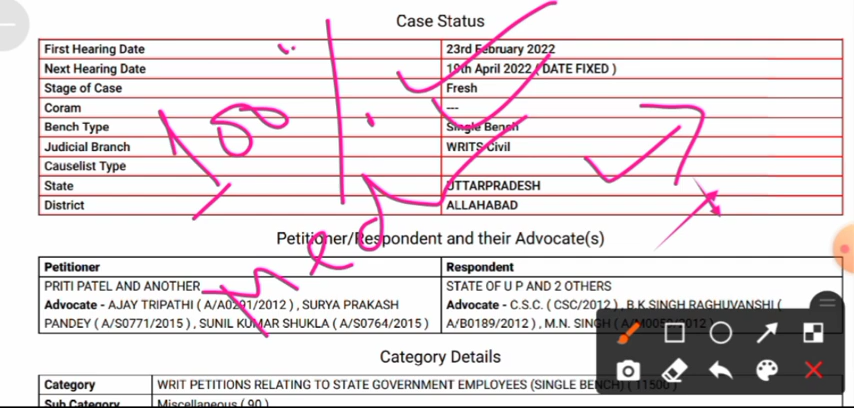 Case Status
First Hearing Date 23rd February 2022
Next Hearing Date 19th April 2022 ( DATE FIXED )
Stage of Case Fresh
Coram ---
Bench Type Single Bench
Judicial Branch WRITS Civil
Causelist Type
State UTTARPRADESH
District ALLAHABAD
Petitioner/Respondent and their Advocate(s)
Petitioner Respondent
PRITI PATEL AND ANOTHER STATE OF U P AND 2 OTHERS
Advocate - AJAY TRIPATHI ( A/A0291/2012 ) , SURYA PRAKASH Advocate - C.S.C. ( CSC/2012 ) , B.K SINGH RAGHUVANSHI (
PANDEY ( A/S0771/2015 ) , SUNIL KUMAR SHUKLA ( A/S0764/2015 ) A/B0189/2012 ) , M.N. SINGH
Category Details
Category WRIT PETITIONS RELATING TO STATE GOVERNMENT EMPLOYEES (SINGLE BENCH) ( 11500 )
Sub Category Miscellaneous ( 90 )